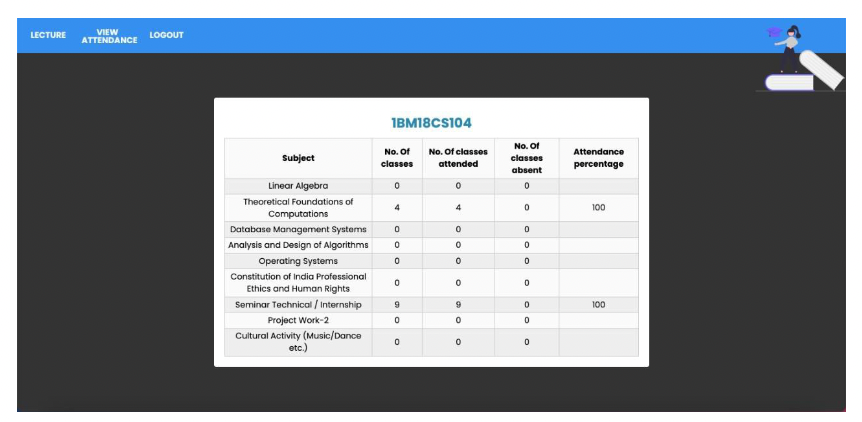 LECTURE VIEW ATTENDANCE LOGOUT
1BM18CS104
Subject No. Of classes No. Of classes attended No. Of classes absent Attendance percentage
Linear Algebra 0 0 0
Theoretical Foundations of Computations 4 4 0 100
Database Management Systems 0 0 0
Analysis and Design of Algorithms 0 0 0
Operating Systems 0 0 0
Constitution of India Professional Ethics and Human Rights 0 0 0
Seminar Technical / Internship 9 9 0 100
Project Work-2 0 0 0
Cultural Activity (Music/Dance etc.) 0 0 0